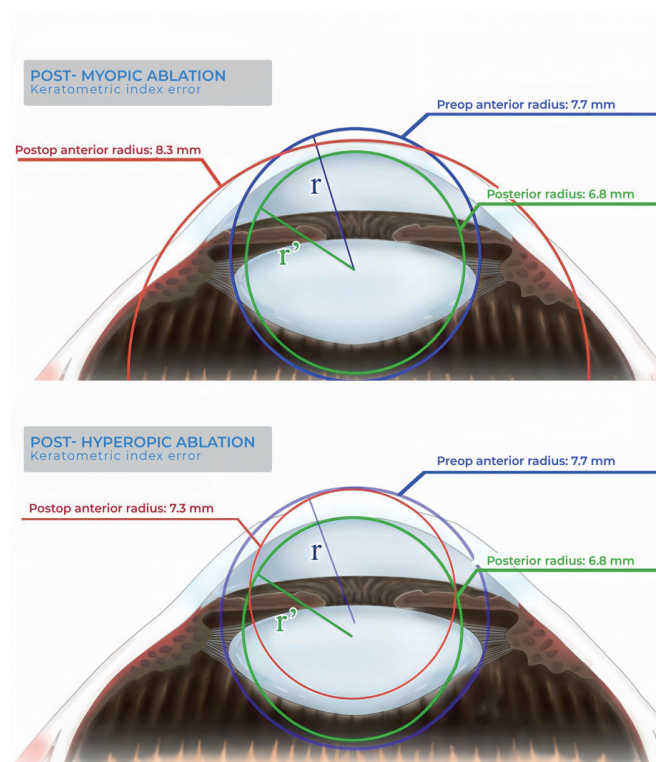 POST- MYOPIC ABLATION
Keratometric index error
Preop anterior radius: 7.7 mm
Postop anterior radius: 8.3 mm
r
Posterior radius: 6.8 mm
r’
POST- HYPEROPIC ABLATION
Keratometric index error
Preop anterior radius: 7.7 mm
Postop anterior radius: 7.3 mm
r
Posterior radius: 6.8 mm
r’